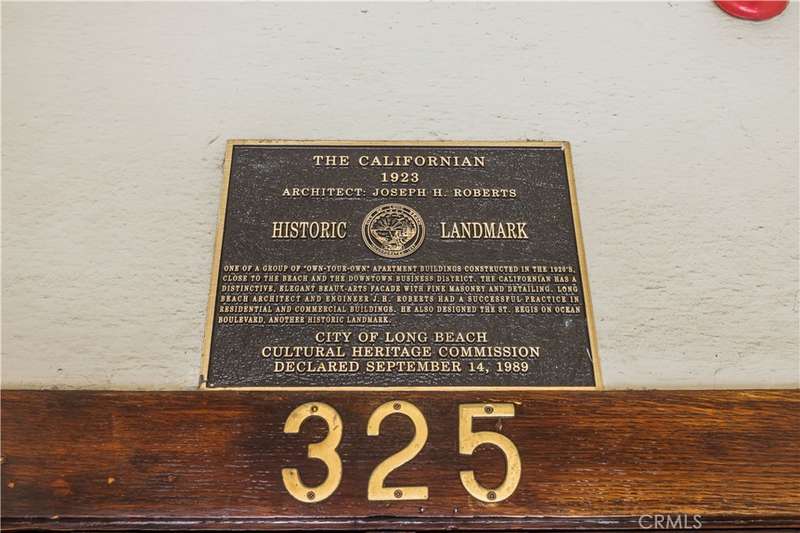 THE CALIFORNIAN
1923
ARCHITECT: JOSEPH H. ROBERTS
HISTORIC LANDMARK
ONE OF A GROUP OF "OWN-YOUR-OWN" APARTMENT BUILDINGS CONSTRUCTED IN THE 1920'S,
CLOSE TO THE BEACH AND THE DOWNTOWN BUSINESS DISTRICT. THE CALIFORNIAN HAS A
DISTINCTIVE, ELEGANT BEAUX-ARTS FACADE WITH FINE MASONRY AND DETAILING. LONG
BEACH ARCHITECT AND ENGINEER J.H. ROBERTS HAD A SUCCESSFUL PRACTICE IN
RESIDENTIAL AND COMMERCIAL BUILDINGS. HE ALSO DESIGNED THE ST. REGIS ON OCEAN
BOULEVARD, ANOTHER HISTORIC LANDMARK.
CITY OF LONG BEACH
CULTURAL HERITAGE COMMISSION
DECLARED SEPTEMBER 14, 1989
325
CRMLS